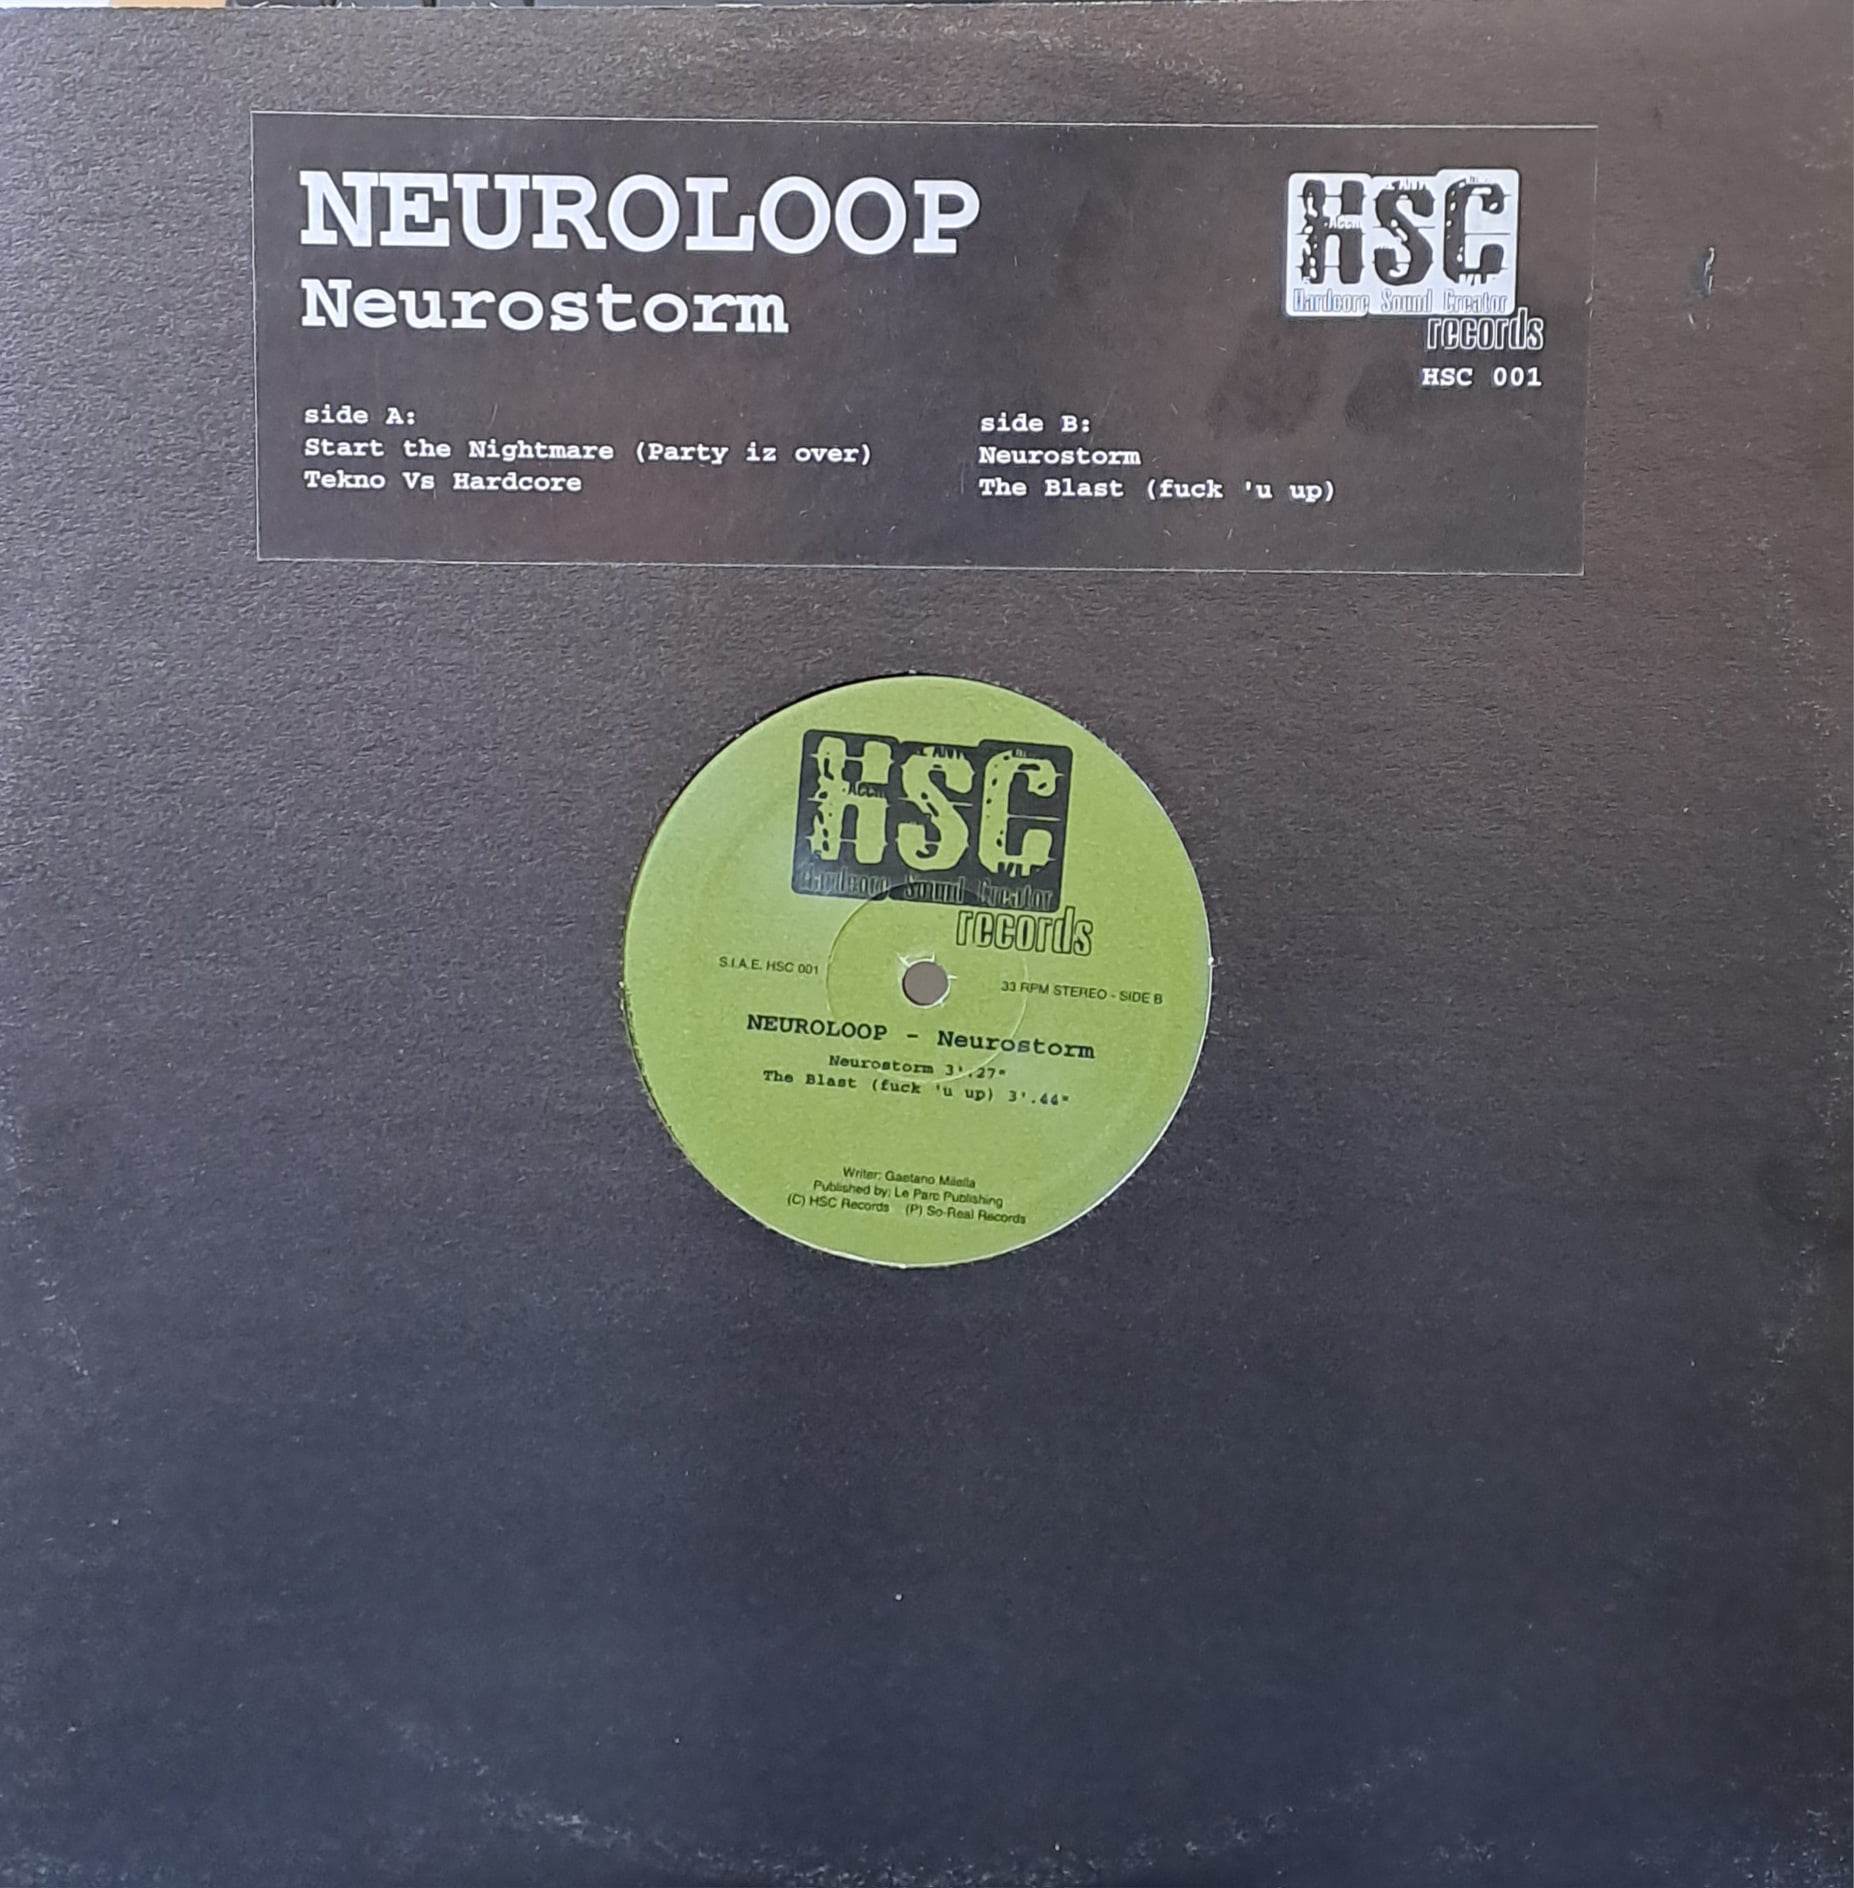 NEUROLOOP
Neurostorm
HSC
Hardcore Sound Creator
records
HSC 001
side A:
Start the Nightmare (Party iz over)
Tekno Vs Hardcore
side B:
Neurostorm
The Blast (fuck 'u up)
HSC
Hardcore Sound Creator
records
S.I.A.E. HSC 001
33 RPM STEREO - SIDE B
NEUROLOOP - Neurostorm
Neurostorm 3'.27"
The Blast (fuck 'u up) 3'.44"
Writer: Gaetano Milella
Published by: Le Parc Publishing
(C) HSC Records (P) So-Real Records